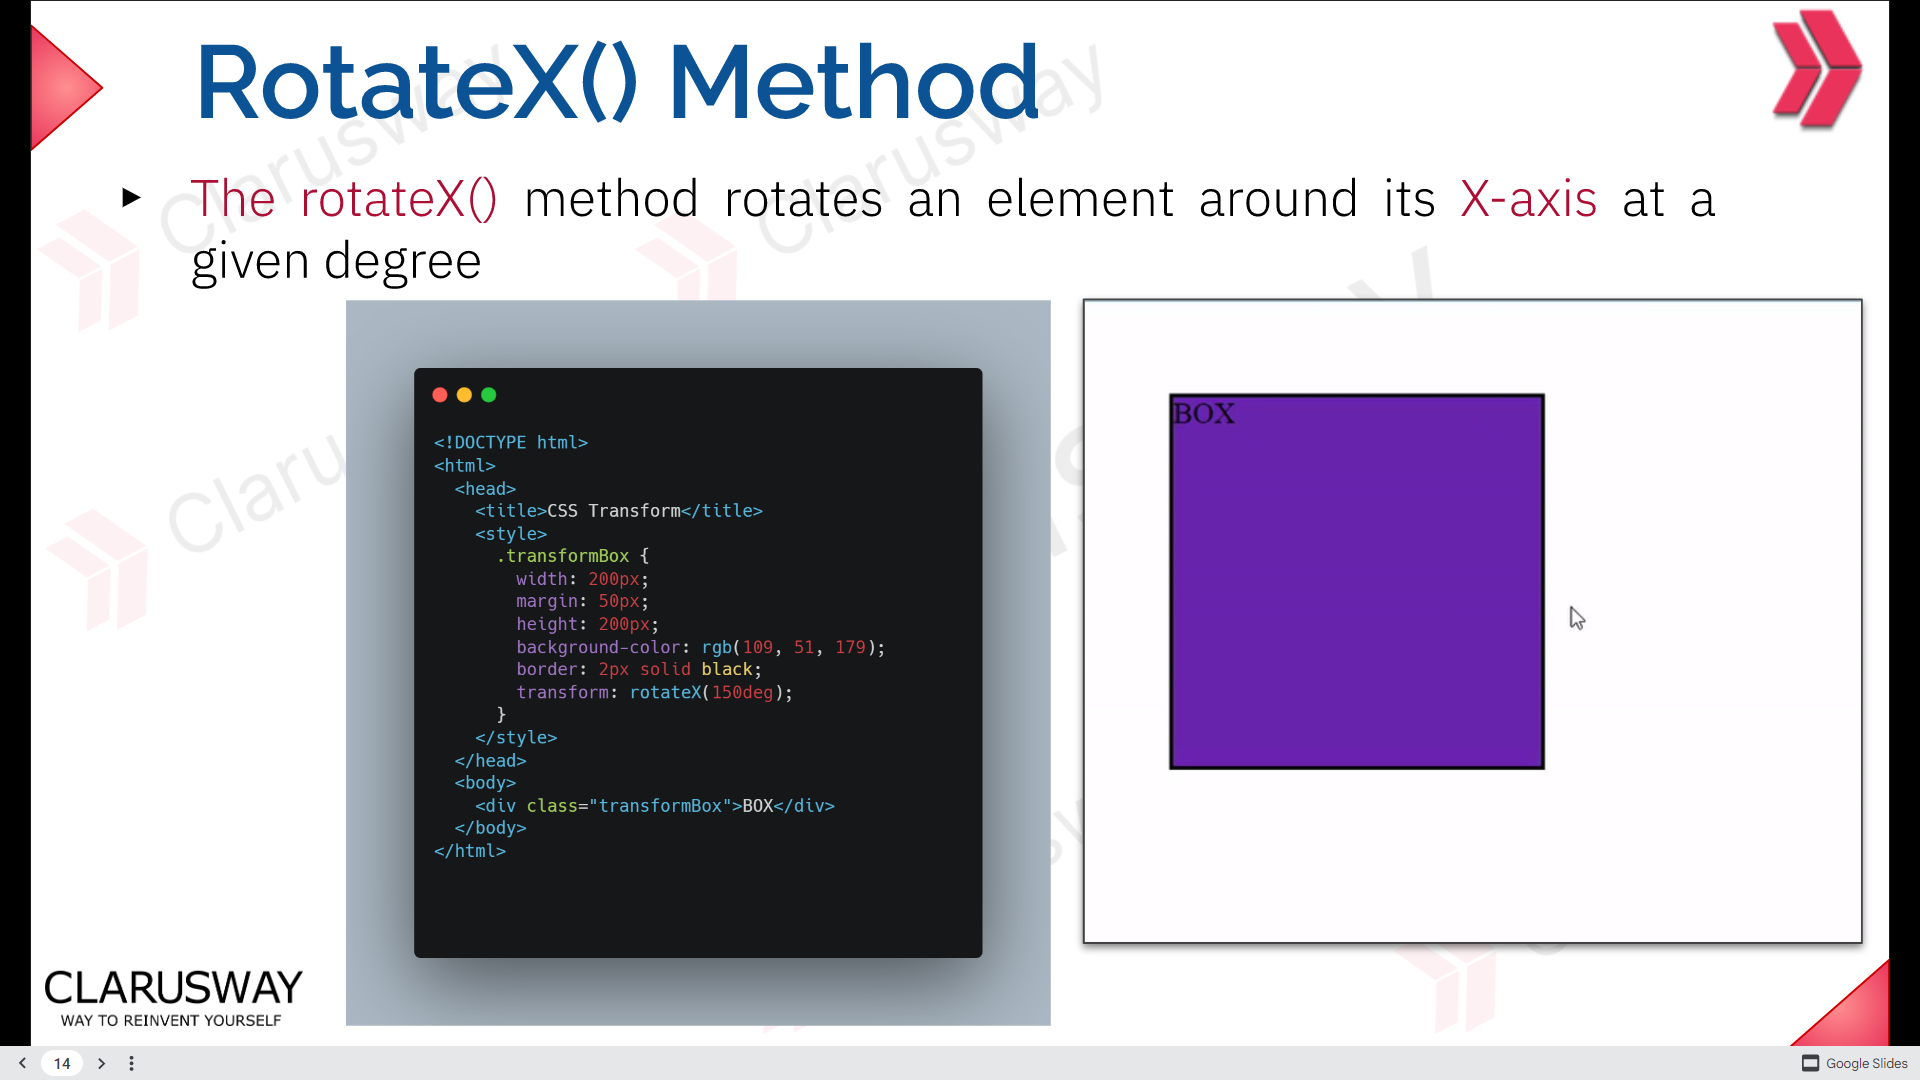 RotateX() Method
► The rotateX() method rotates an element around its X-axis at a
given degree
<!DOCTYPE html>
<html>
  <head>
    <title>CSS Transform</title>
    <style>
      .transformBox {
        width: 200px;
        margin: 50px;
        height: 200px;
        background-color: rgb(109, 51, 179);
        border: 2px solid black;
        transform: rotateX(150deg);
      }
    </style>
  </head>
  <body>
    <div class="transformBox">BOX</div>
  </body>
</html>
BOX
Clarusway
Clarusway
Claru
CLARUSWAY
WAY TO REINVENT YOURSELF
14
Google Slides